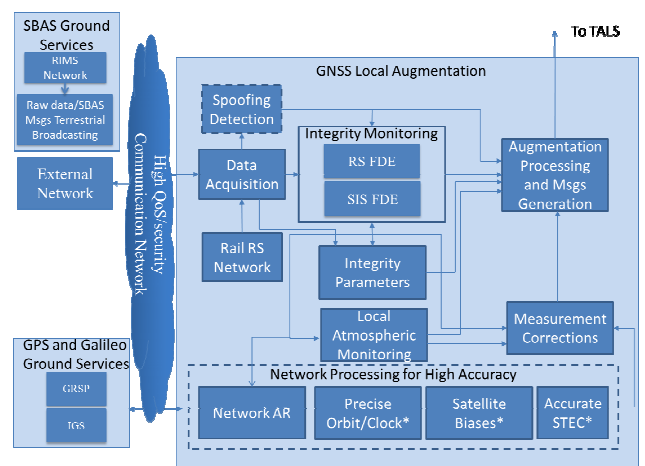 To TALS
SBAS Ground
Services
RIMS
Network
Raw data/SBAS
Msgs Terrestrial
Broadcasting
External
Network
High QoS/security
Communication Network
GPS and Galileo
Ground Services
GRSP
IGS
GNSS Local Augmentation
Spoofing
Detection
Data
Acquisition
Rail RS
Network
Integrity Monitoring
RS FDE
SIS FDE
Integrity
Parameters
Local
Atmospheric
Monitoring
Augmentation
Processing
and Msgs
Generation
Measurement
Corrections
Network Processing for High Accuracy
Network AR
Precise
Orbit/Clock*
Satellite
Biases*
Accurate
STEC*